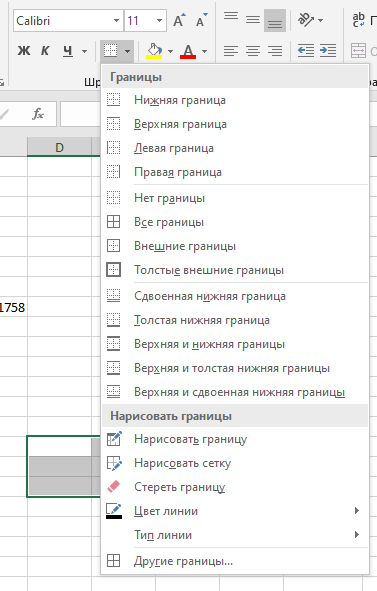 Calibri 11 A A ab
Ж К Ч A
Шр
fx
D
Границы
Нижняя граница
Верхняя граница
Левая граница
Правая граница
Нет границы
Все границы
Внешние границы
Толстые внешние границы
Сдвоенная нижняя граница
1758
Толстая нижняя граница
Верхняя и нижняя границы
Верхняя и толстая нижняя границы
Верхняя и сдвоенная нижняя границы
Нарисовать границы
Нарисовать границу
Нарисовать сетку
Стереть границу
Цвет линии
Тип линии
Другие границы...